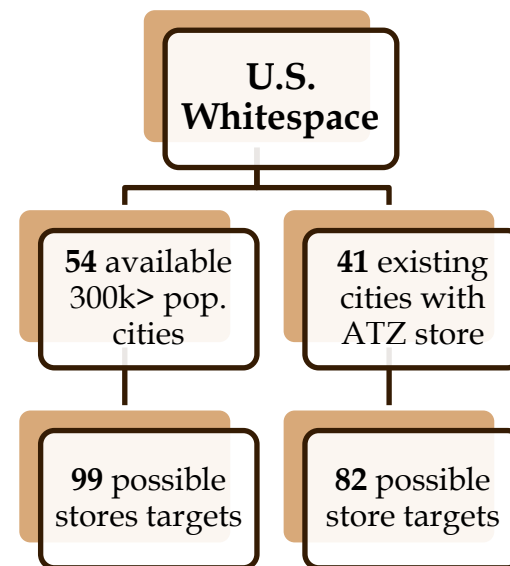 U.S.
Whitespace
54 available
300k> pop.
cities
41 existing
cities with
ATZ store
99 possible
stores targets
82 possible
store targets